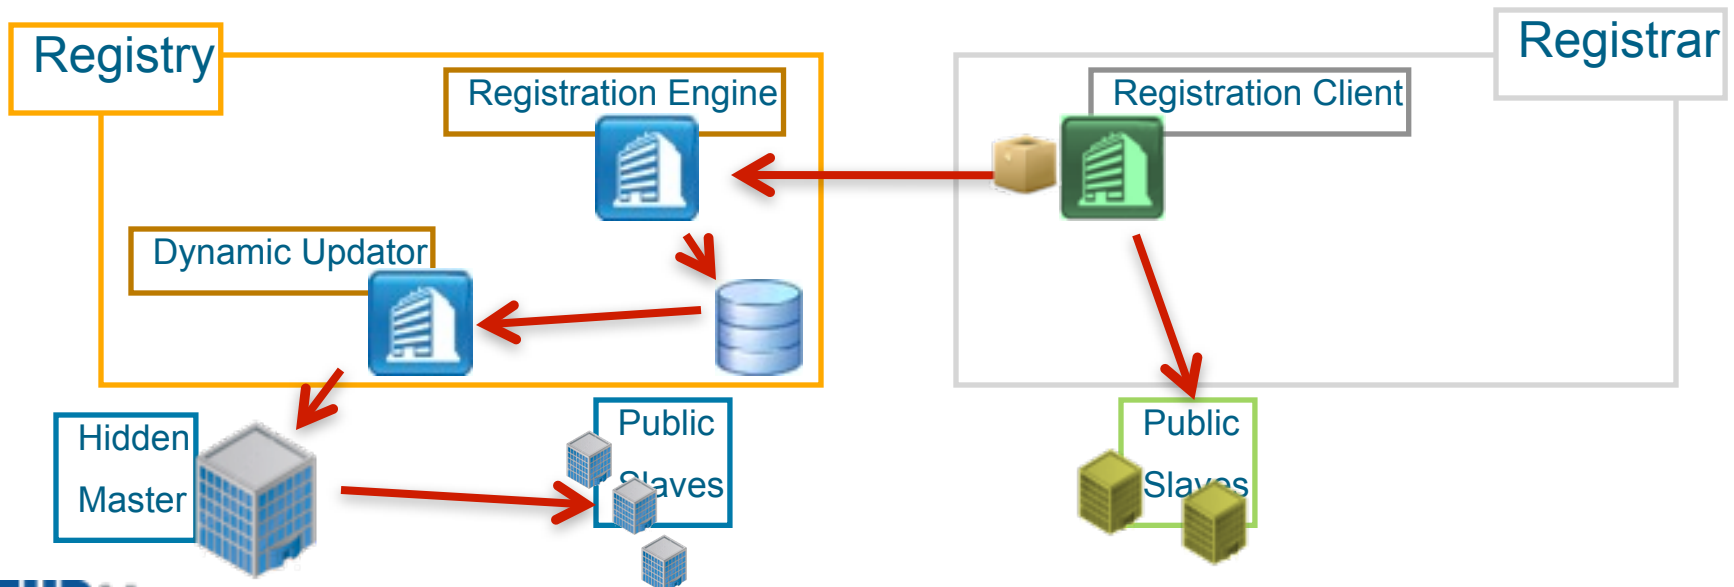 Registry
Registrar
Registration Engine
Registration Client
Dynamic Updator
Hidden
Master
Public
Slaves
Public
Slaves